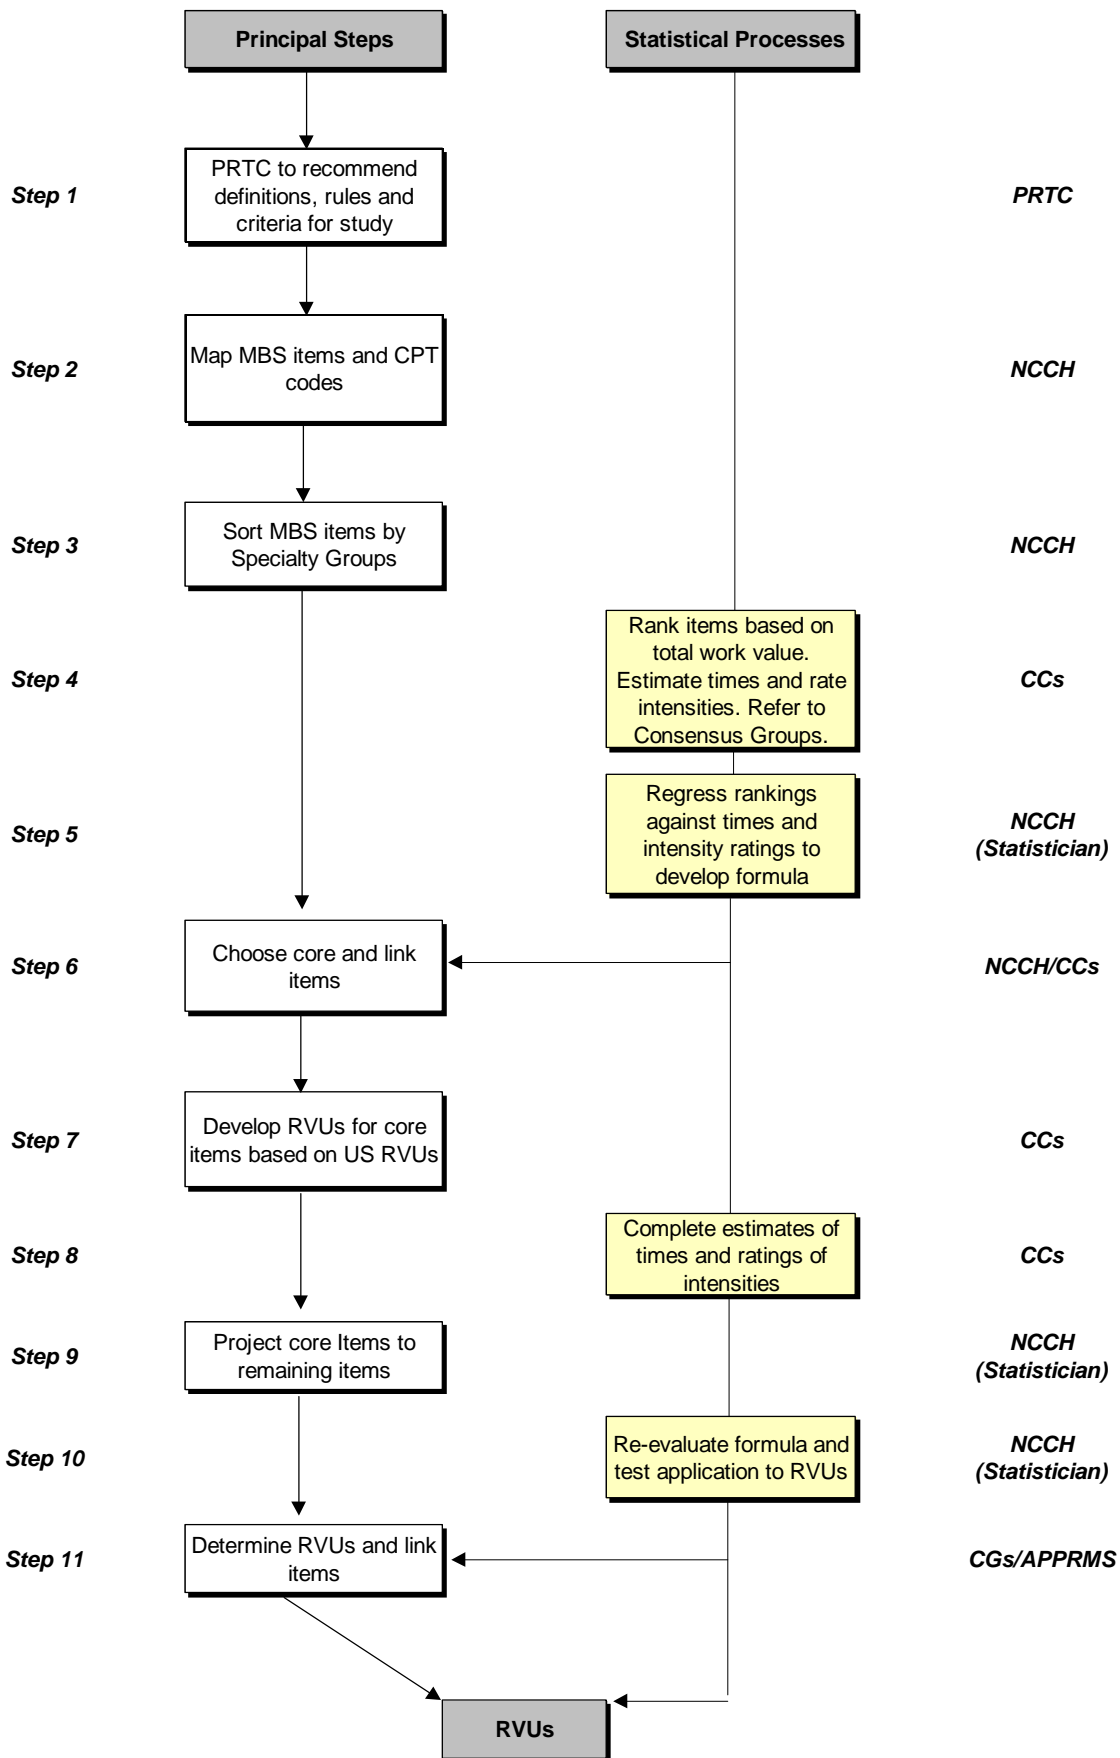 Principal Steps
Statistical Processes
Step 1
PRTC to recommend
definitions, rules and
criteria for study
PRTC
Step 2
Map MBS items and CPT
codes
NCCH
Step 3
Sort MBS items by
Specialty Groups
NCCH
Step 4
Rank items based on
total work value.
Estimate times and rate
intensities. Refer to
Consensus Groups.
CCs
Step 5
Regress rankings
against times and
intensity ratings to
develop formula
NCCH
(Statistician)
Step 6
Choose core and link
items
NCCH/CCs
Step 7
Develop RVUs for core
items based on US RVUs
CCs
Step 8
Complete estimates of
times and ratings of
intensities
CCs
Step 9
Project core Items to
remaining items
NCCH
(Statistician)
Step 10
Re-evaluate formula and
test application to RVUs
NCCH
(Statistician)
Step 11
Determine RVUs and link
items
CGs/APPRMS
RVUs